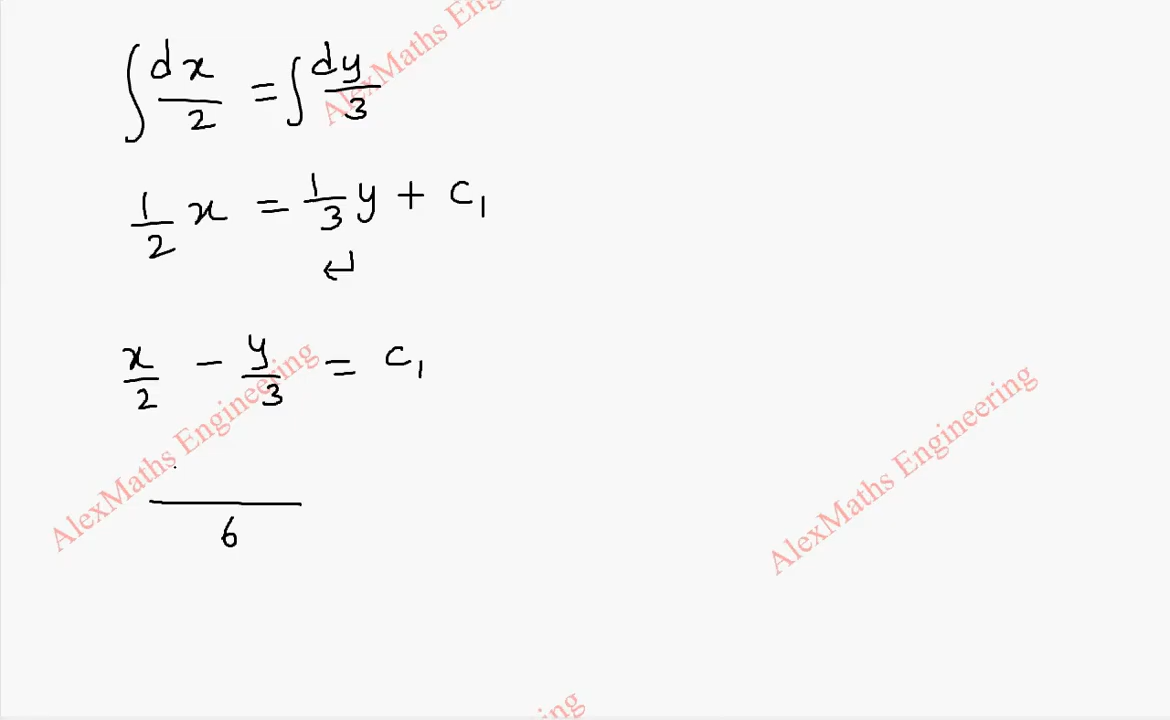 ∫ dx/2 = ∫ dy/3
1/2 x = 1/3 y + c₁
↵
x/2 - y/3 = c₁
/6
AlexMaths Engineering
AlexMaths Engineering
AlexMaths Engineering